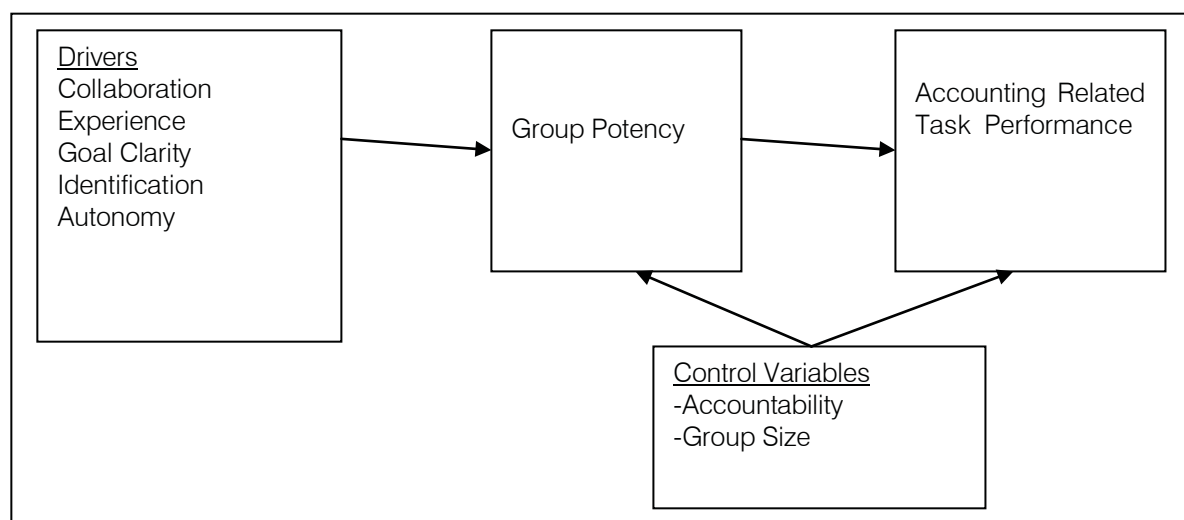 Drivers
Collaboration
Experience
Goal Clarity
Identification
Autonomy
Group Potency
Accounting Related
Task Performance
Control Variables
-Accountability
-Group Size